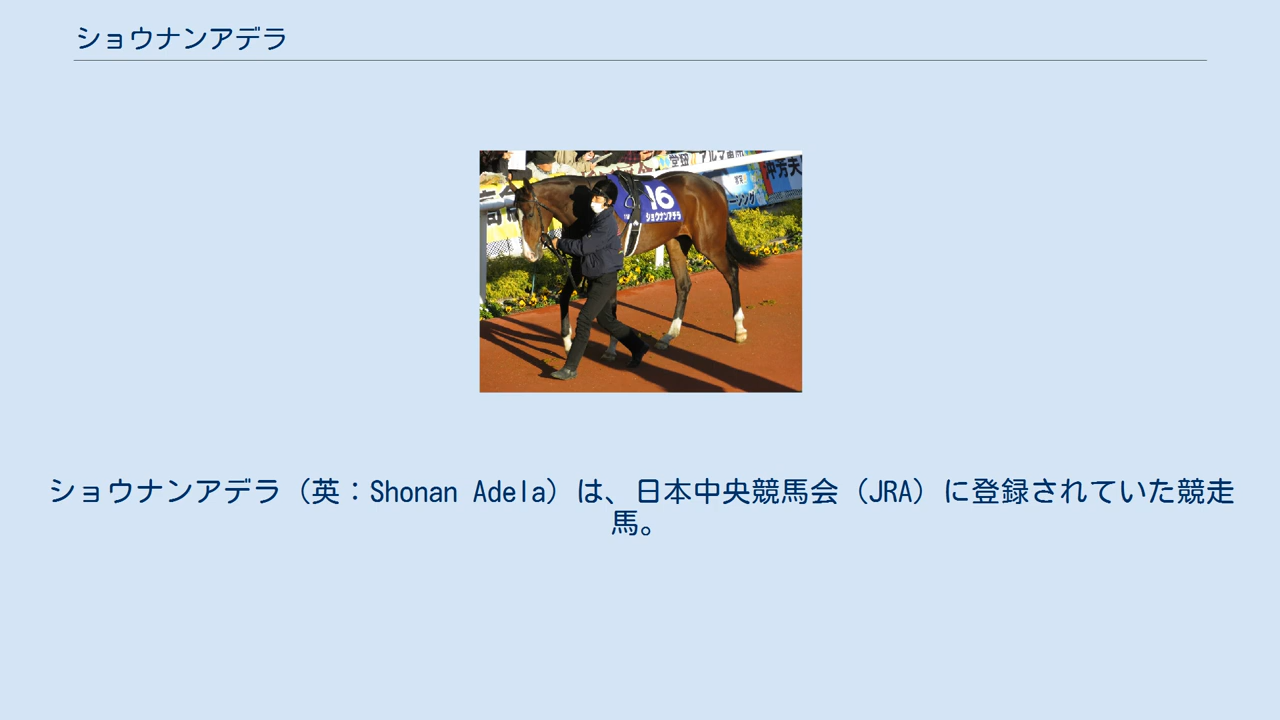 ショウナンアデラ
16
ショウナンアデラ
ショウナンアデラ（英：Shonan Adela）は、日本中央競馬会（JRA）に登録されていた競走
馬。